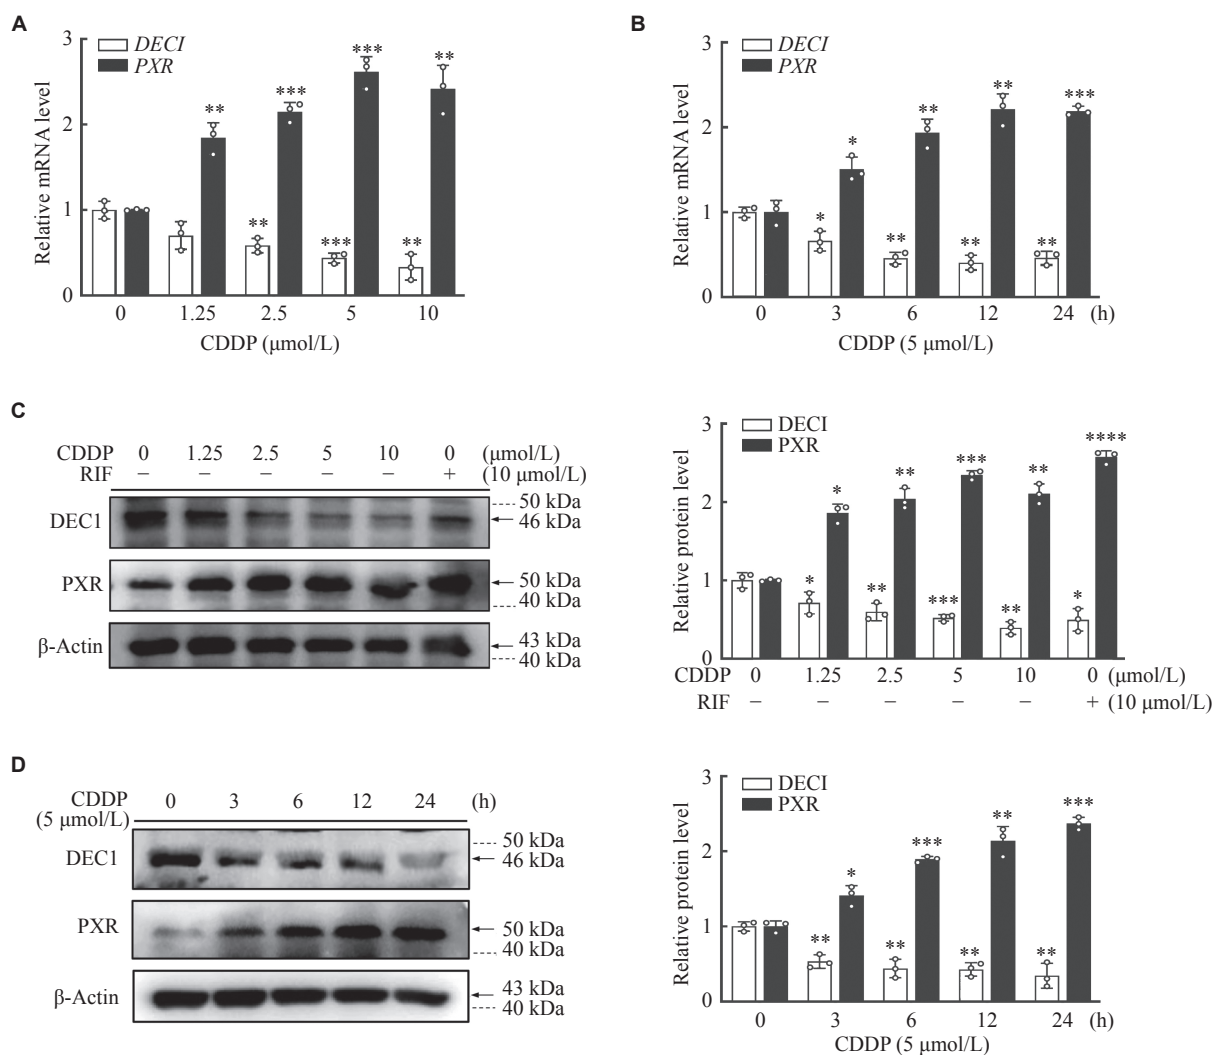 A
3
2
1
0
Relative mRNA level
DECI
PXR
**
***
***
**
**
***
**
0 1.25 2.5 5 10
CDDP (μmol/L)
B
3
2
1
0
Relative mRNA level
DECI
PXR
*
**
**
***
*
**
**
**
0 3 6 12 24 (h)
CDDP (5 μmol/L)
C
CDDP 0 1.25 2.5 5 10 0 (μmol/L)
RIF − − − − − + (10 μmol/L)
DEC1
50 kDa
46 kDa
PXR
50 kDa
40 kDa
β-Actin
43 kDa
40 kDa
3
2
1
0
Relative protein level
DECI
PXR
*
**
***
**
****
*
**
***
**
*
CDDP 0 1.25 2.5 5 10 0 (μmol/L)
RIF − − − − − + (10 μmol/L)
D
CDDP 0 3 6 12 24 (h)
(5 μmol/L)
DEC1
50 kDa
46 kDa
PXR
50 kDa
40 kDa
β-Actin
43 kDa
40 kDa
3
2
1
0
Relative protein level
DECI
PXR
*
***
**
***
**
**
**
**
0 3 6 12 24 (h)
CDDP (5 μmol/L)